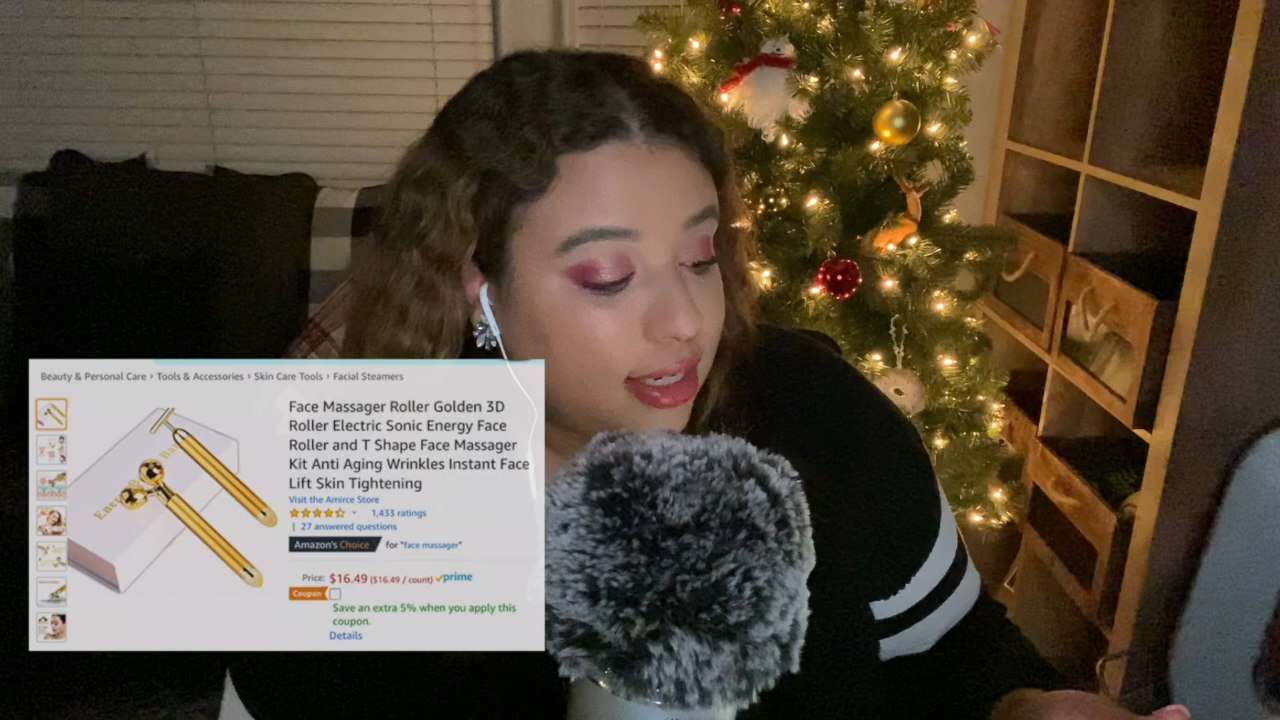 Beauty & Personal Care › Tools & Accessories › Skin Care Tools › Facial Steamers
Face Massager Roller Golden 3D
Roller Electric Sonic Energy Face
Roller and T Shape Face Massager
Kit Anti Aging Wrinkles Instant Face
Lift Skin Tightening
Visit the Amirce Store
1,433 ratings
| 27 answered questions
Amazon's Choice for "face massager"
Price: $16.49 ($16.49 / count) prime
Coupon
Save an extra 5% when you apply this
coupon.
Details